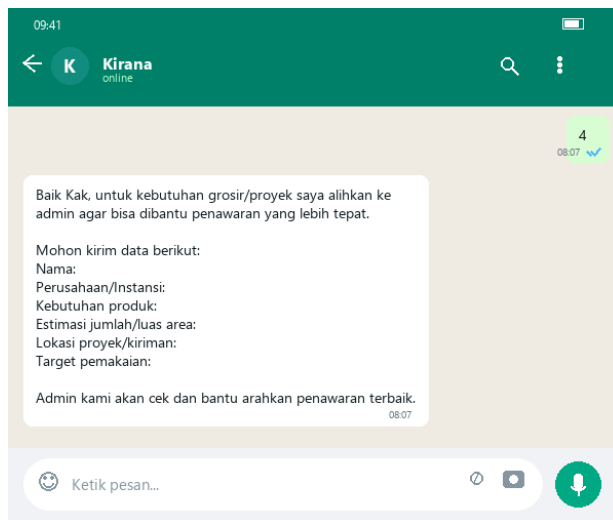 09:41
K
Kirana
online
4
08:07
Baik Kak, untuk kebutuhan grosir/proyek saya alihkan ke
admin agar bisa dibantu penawaran yang lebih tepat.
Mohon kirim data berikut:
Nama:
Perusahaan/Instansi:
Kebutuhan produk:
Estimasi jumlah/luas area:
Lokasi proyek/kiriman:
Target pemakaian:
Admin kami akan cek dan bantu arahkan penawaran terbaik.
08:07
Ketik pesan...